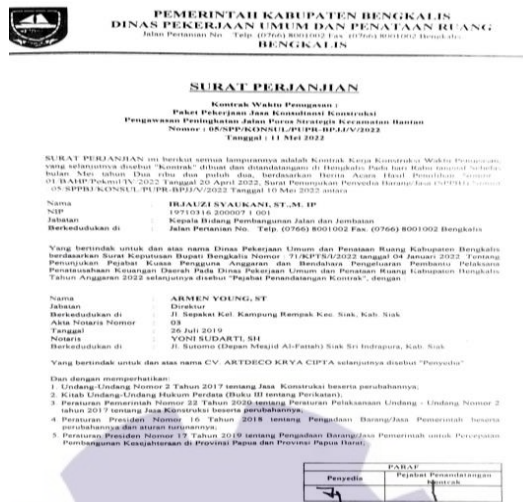 PEMERINTAH KABUPATEN BENGKALIS
DINAS PEKERJAAN UMUM DAN PENATAAN RUANG
Jalan Pertanian No. Telp. (0766) 8001002 Fax. (0766) 8001002 Bengkalis
BENGKALIS
SURAT PERJANJIAN
Kontrak Waktu Penugasan :
Paket Pekerjaan Jasa Konsultansi Konstruksi
Pengawasan Peningkatan Jalan Poros Strategis Kecamatan Bantan
Nomor : 05/SPP/KONSUL/PUPR-BPJJ/V/2022
Tanggal : 11 Mei 2022
SURAT PERJANJIAN ini berikut semua lampirannya adalah Kontrak Kerja Konstruksi Waktu Penugasan,
yang selanjutnya disebut "Kontrak" dibuat dan ditandatangani di Bengkalis Pada hari Rabu tanggal Sebelas
bulan Mei tahun Dua ribu dua puluh dua, berdasarkan Berita Acara Hasil Pemilihan Nomor
IV/2022 Tanggal 20 April 2022, Surat Penunjukan Penyedia Barang/Jasa (SPPBJ) Nomor
05/SPPBJ/KONSUL/PUPR-BPJJ/V/2022 Tanggal 10 Mei 2022 antara
Nama : IRJAUZI SYAUKANI, ST.,M. IP
NIP : 19710316 200007 1 001
Jabatan : Kepala Bidang Pembangunan Jalan dan Jembatan
Berkedudukan di : Jalan Pertanian No. Telp. (0766) 8001002 Fax. (0766) 8001002 Bengkalis
Yang bertindak untuk dan atas nama Dinas Pekerjaan Umum dan Penataan Ruang Kabupaten Bengkalis
berdasarkan Surat Keputusan Bupati Bengkalis Nomor : 71/KPTS/I/2022 tanggal 04 Januari 2022 Tentang
Penunjukan Pejabat Kuasa Pengguna Anggaran dan Bendahara Pengeluaran Pembantu Pelaksana
Penatausahaan Keuangan Daerah Pada Dinas Pekerjaan Umum dan Penataan Ruang Kabupaten Bengkalis
Tahun Anggaran 2022 selanjutnya disebut "Pejabat Penandatangan Kontrak", dengan :
Nama : ARMEN YOUNG, ST
Jabatan : Direktur
Berkedudukan di : Jl. Sepakat Kel. Kampung Rempak Kec. Siak, Kab. Siak
Akta Notaris Nomor : 03
Tanggal : 26 Juli 2019
Notaris : YONI SUDARTI, SH
Berkedudukan di : Jl. Sutomo (Depan Mesjid Al-Fattah) Siak Sri Indrapura, Kab. Siak
Yang bertindak untuk dan atas nama CV. ARTDECO KRYA CIPTA selanjutnya disebut "Penyedia"
Dan dengan memperhatikan:
1. Undang-Undang Nomor 2 Tahun 2017 tentang Jasa Konstruksi beserta perubahannya;
2. Kitab Undang-Undang Hukum Perdata (Buku III tentang Perikatan);
3. Peraturan Pemerintah Nomor 22 Tahun 2020 tentang Peraturan Pelaksanaan Undang - Undang Nomor 2
tahun 2017 tentang Jasa Konstruksi beserta perubahannya;
4. Peraturan Presiden Nomor 16 Tahun 2018 tentang Pengadaan Barang/Jasa Pemerintah beserta
perubahannya dan aturan turunannya;
5. Peraturan Presiden Nomor 17 Tahun 2019 tentang Pengadaan Barang/Jasa Pemerintah untuk Percepatan
Pembangunan Kesejahteraan di Provinsi Papua dan Provinsi Papua Barat;
PARAF
Penyedia
Pejabat Penandatangan
Kontrak